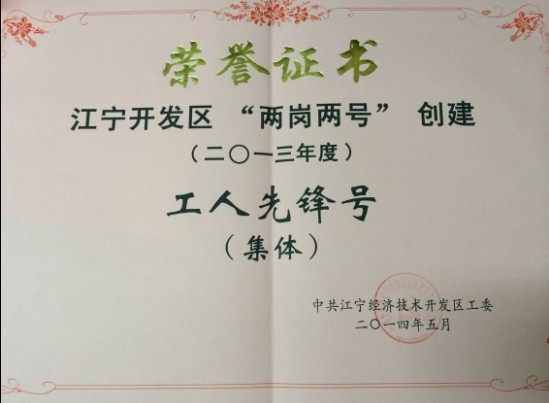 荣誉证书
江宁开发区 “两岗两号” 创建
（二〇一三年度）
工人先锋号
（集体）
中共江宁经济技术开发区工委
二〇一四年五月